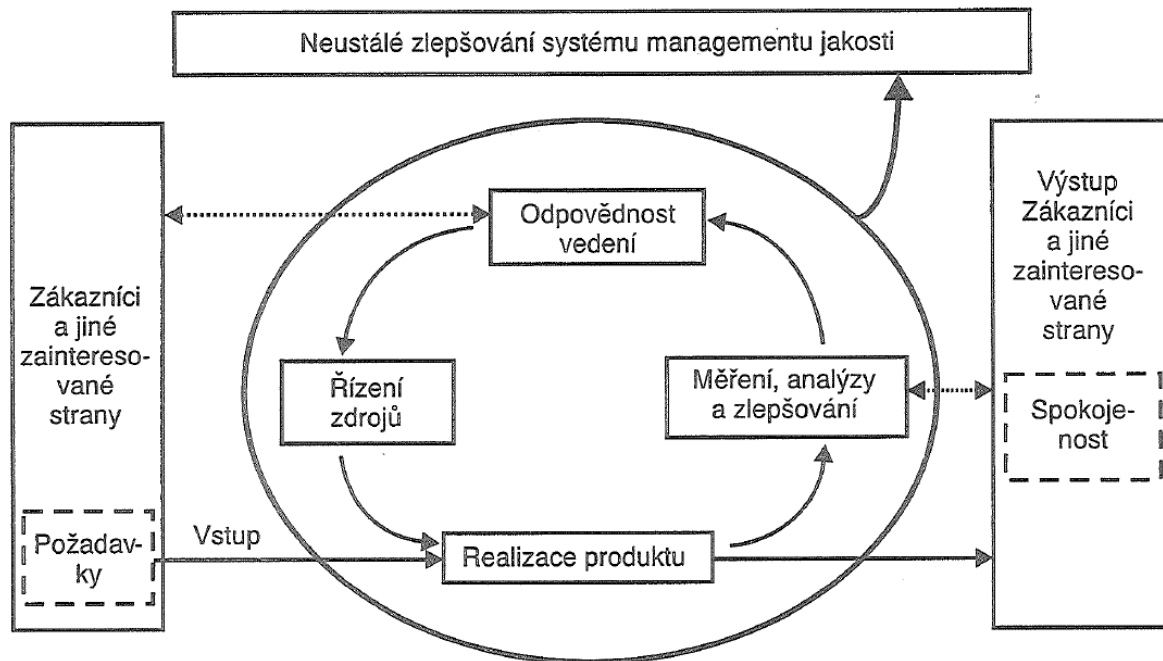 Neustálé zlepšování systému managementu jakosti
Zákazníci
a jiné
zaintereso-
vané
strany
Požadav-
ky
Vstup
Odpovědnost
vedení
Řízení
zdrojů
Měření, analýzy
a zlepšování
Realizace produktu
Výstup
Zákazníci
a jiné
zaintereso-
vané
strany
Spokoje-
nost